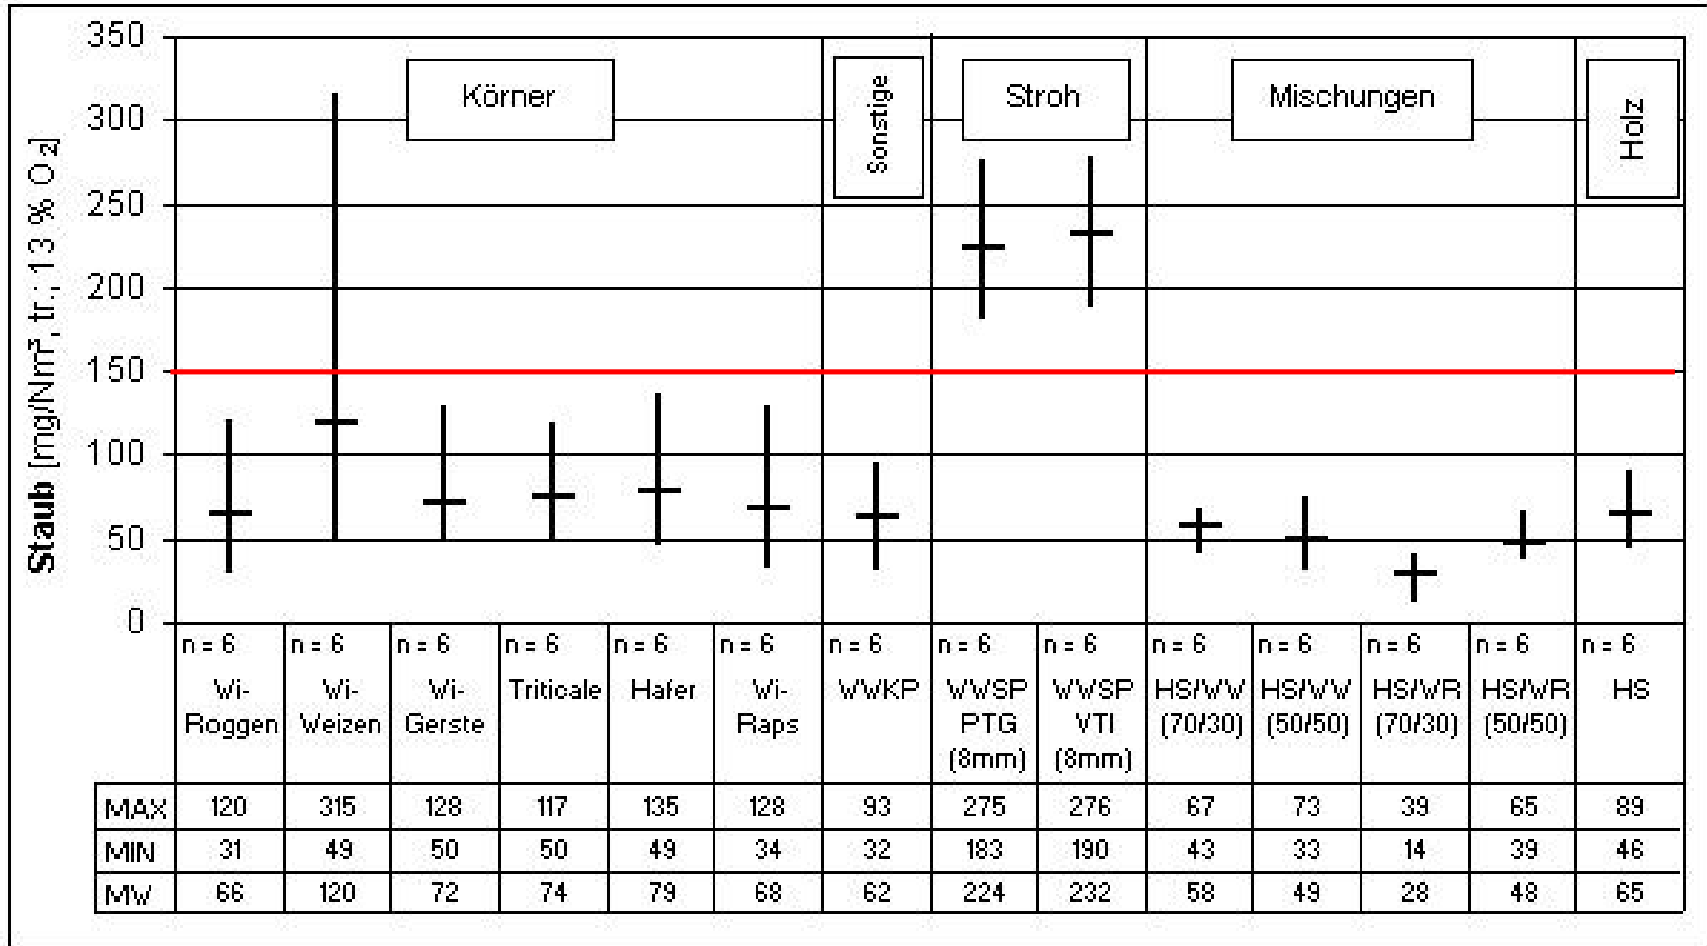 350
300
250
200
150
100
50
0
Staub [mg/Nm³, tr.; 13 % O₂]
Körner
Sonstige
Stroh
Mischungen
Holz
n = 6 n = 6 n = 6 n = 6 n = 6 n = 6 n = 6 n = 6 n = 6 n = 6 n = 6 n = 6 n = 6 n = 6
Wi- Wi- Wi- Triticale Hafer Wi- WWKP WWSP WWSP HS/WW HS/WW HS/WR HS/WR HS
Roggen Weizen Gerste Raps PTG VTI (70/30) (50/50) (70/30) (50/50)
(8mm) (8mm)
MAX 120 315 128 117 135 128 93 275 276 67 73 39 65 89
MIN 31 49 50 50 49 34 32 183 190 43 33 14 39 46
MW 66 120 72 74 79 68 62 224 232 58 49 28 48 65